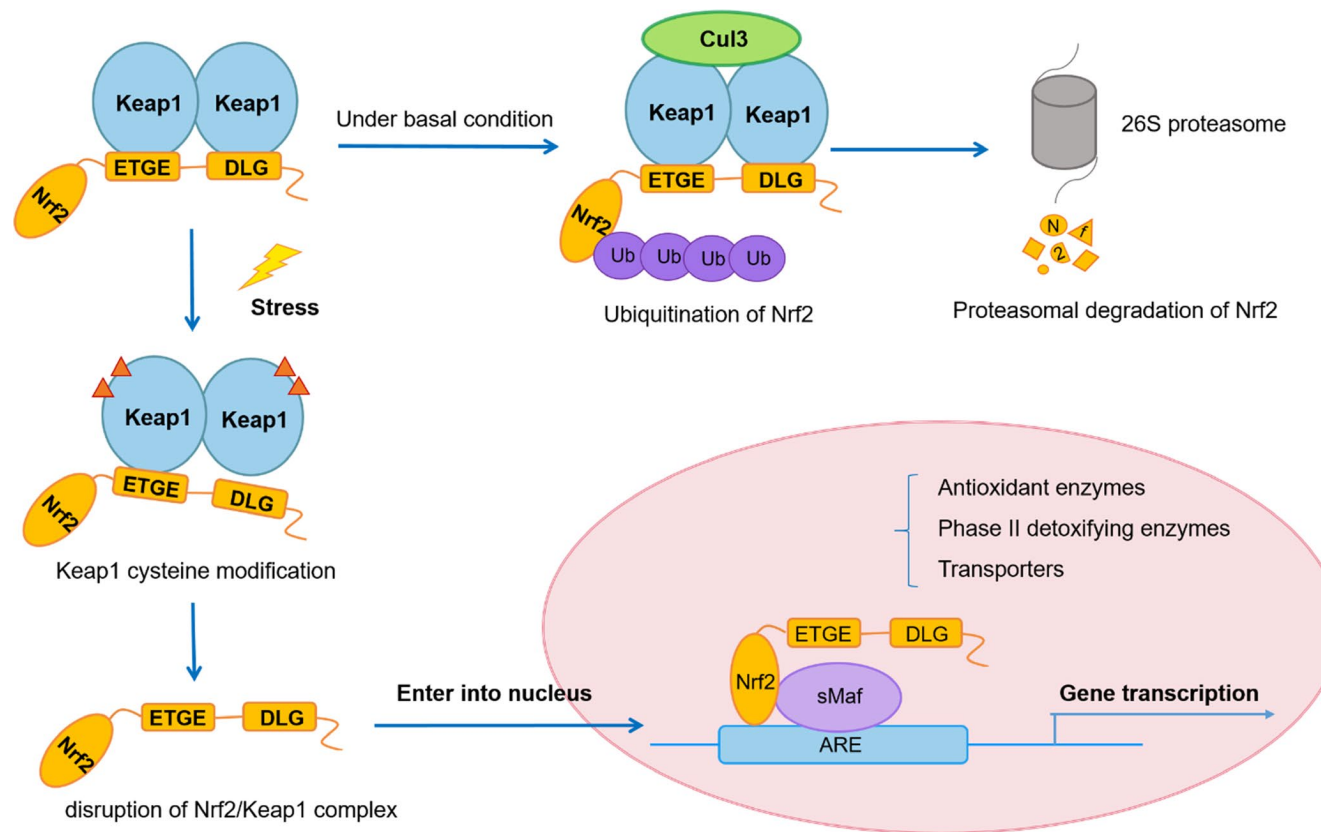 Keap1
Keap1
ETGE
DLG
Nrf2
Under basal condition
Cul3
Keap1
Keap1
ETGE
DLG
Nrf2
Ub
Ub
Ub
Ub
Ubiquitination of Nrf2
26S proteasome
N
f
2
Proteasomal degradation of Nrf2
Stress
Keap1
Keap1
ETGE
DLG
Nrf2
Keap1 cysteine modification
ETGE
DLG
Nrf2
disruption of Nrf2/Keap1 complex
Enter into nucleus
Antioxidant enzymes
Phase II detoxifying enzymes
Transporters
ETGE
DLG
Nrf2
sMaf
ARE
Gene transcription